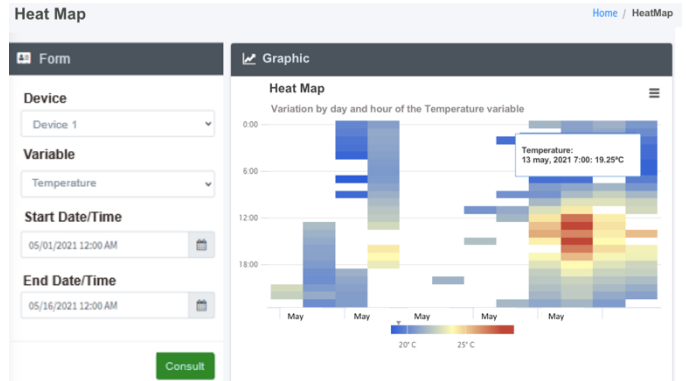 Heat Map
Home / HeatMap
Form
Device
Device 1
Variable
Temperature
Start Date/Time
05/01/2021 12:00 AM
End Date/Time
05/16/2021 12:00 AM
Consult
Graphic
Heat Map
Variation by day and hour of the Temperature variable
0:00
6:00
12:00
18:00
Temperature:
13 may, 2021 7:00: 19.25ºC
May May May May May
20° C 25° C